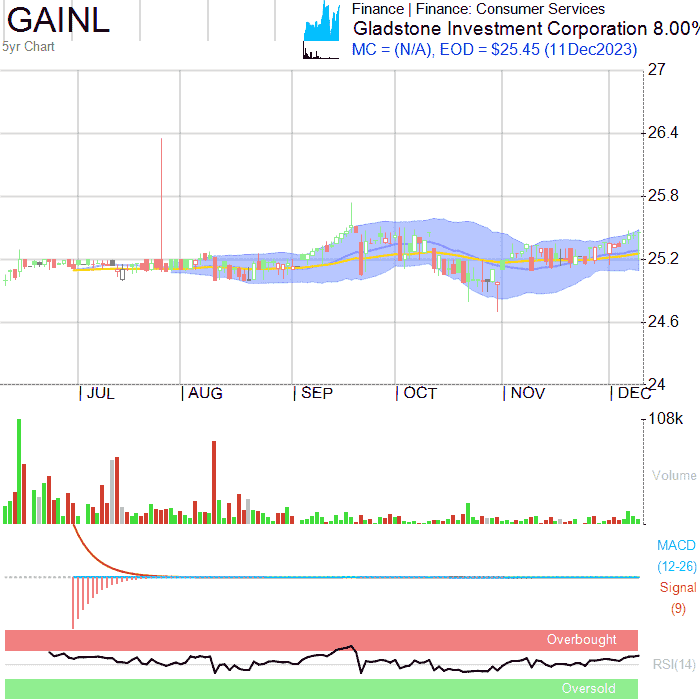 GAINL
5yr Chart
Finance | Finance: Consumer Services
Gladstone Investment Corporation 8.00%
MC = (N/A), EOD = $25.45 (11Dec2023)
27
26.4
25.8
25.2
24.6
24
JUL AUG SEP OCT NOV DEC
108k
Volume
MACD
(12-26)
Signal
(9)
Overbought
RSI(14)
Oversold